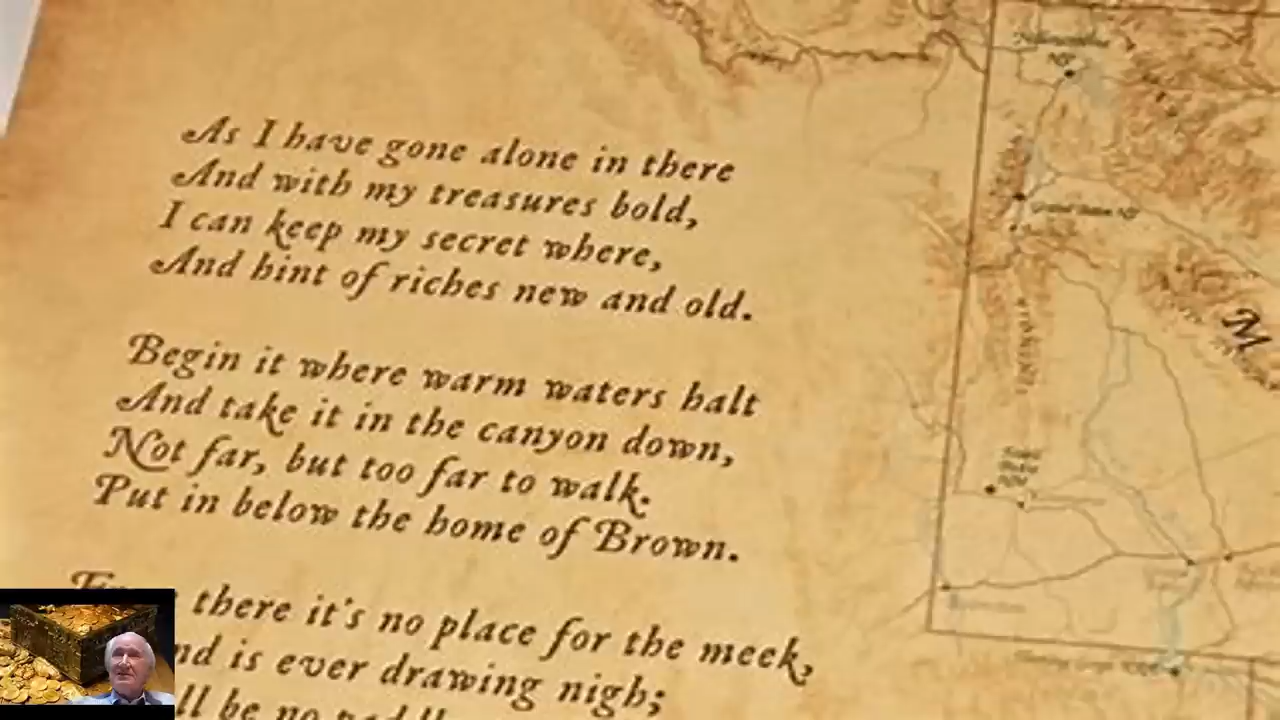 As I have gone alone in there
And with my treasures bold,
I can keep my secret where,
And hint of riches new and old.
Begin it where warm waters halt
And take it in the canyon down,
Not far, but too far to walk.
Put in below the home of Brown.
there it's no place for the meek,
is ever drawing nigh;
be no
M